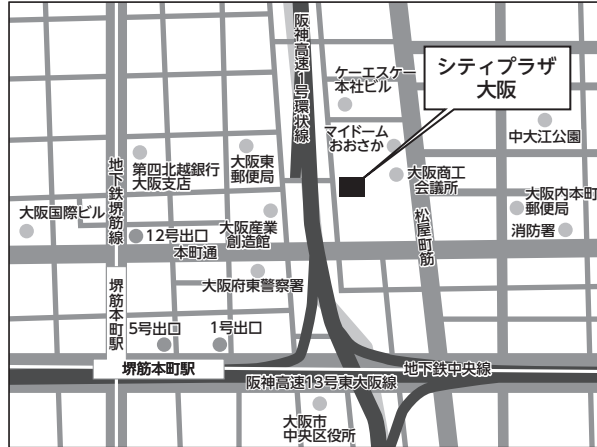 阪神高速1号環状線
ケーエスケー
本社ビル
シティプラザ
大阪
マイドーム
おおさか
中大江公園
大阪東
郵便局
第四北越銀行
大阪支店
地下鉄堺筋線
大阪商工
会議所
大阪内本町
郵便局
消防署
松屋町筋
大阪国際ビル
12号出口
大阪産業
創造館
本町通
大阪府東警察署
堺筋本町駅
5号出口
1号出口
堺筋本町駅
地下鉄中央線
阪神高速13号東大阪線
大阪市
中央区役所